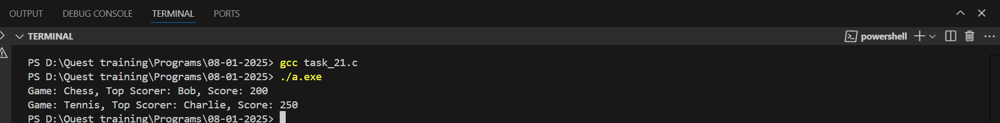 OUTPUT DEBUG CONSOLE TERMINAL PORTS
TERMINAL powershell
PS D:\Quest training\Programs\08-01-2025> gcc task_21.c
PS D:\Quest training\Programs\08-01-2025> ./a.exe
Game: Chess, Top Scorer: Bob, Score: 200
Game: Tennis, Top Scorer: Charlie, Score: 250
PS D:\Quest training\Programs\08-01-2025>